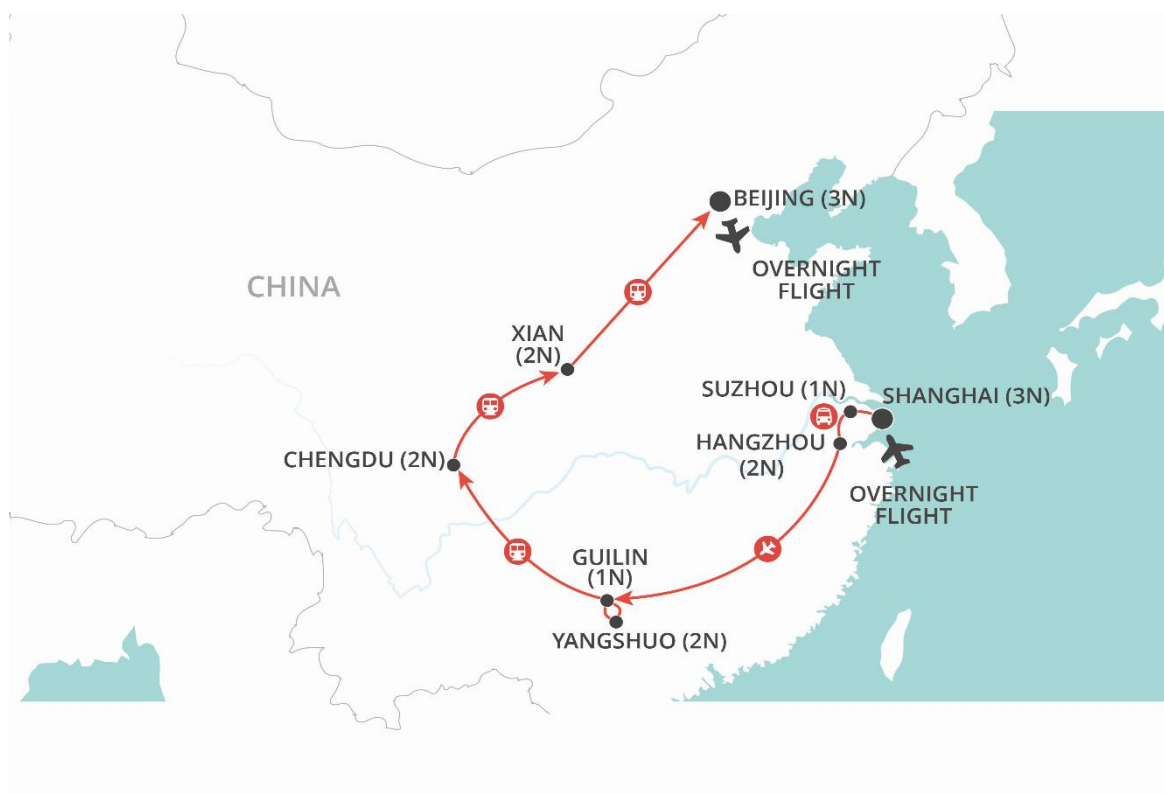 BEIJING (3N)
OVERNIGHT
FLIGHT
CHINA
XIAN
(2N)
SUZHOU (1N)
SHANGHAI (3N)
HANGZHOU
(2N)
CHENGDU (2N)
OVERNIGHT
FLIGHT
GUILIN
(1N)
YANGSHUO (2N)